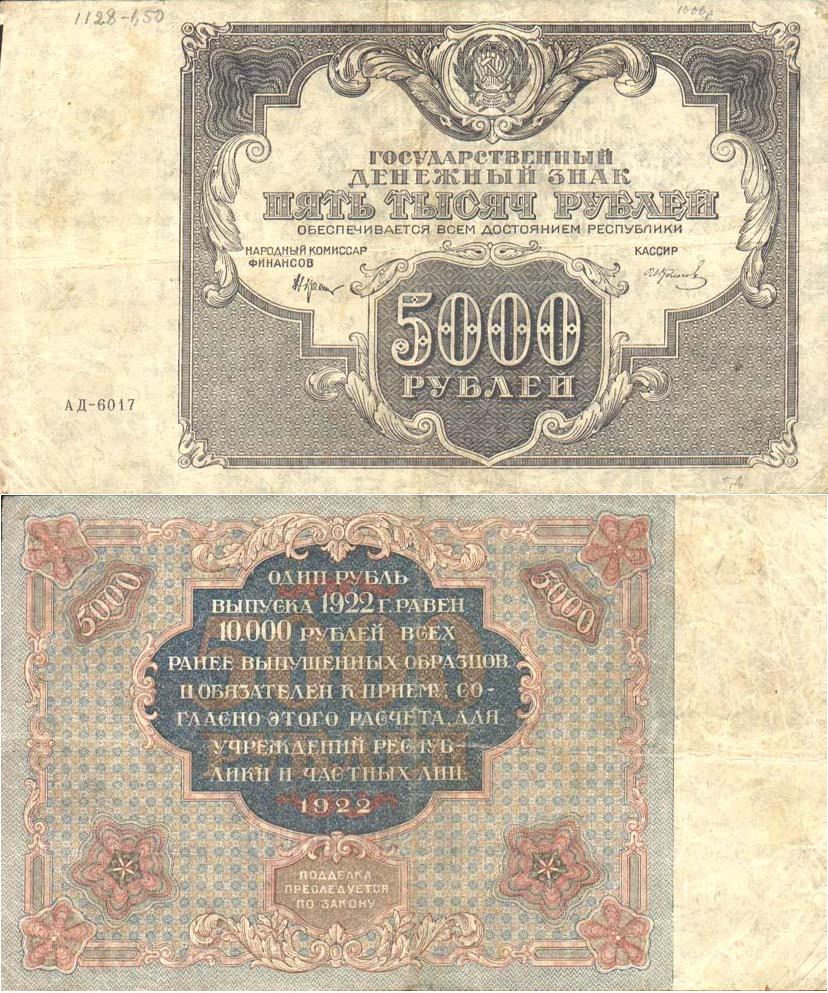 1128-1,50
1000р
ГОСУДАРСТВЕННЫЙ
ДЕНЕЖНЫЙ ЗНАК
ПЯТЬ ТЫСЯЧ РУБЛЕЙ
ОБЕСПЕЧИВАЕТСЯ ВСЕМ ДОСТОЯНИЕМ РЕСПУБЛИКИ
НАРОДНЫЙ КОМИССАР
ФИНАНСОВ
КАССИР
5000
РУБЛЕЙ
АД-6017
5000
5000
ОДИН РУБЛЬ
ВЫПУСКА 1922 Г. РАВЕН
10.000 РУБЛЕЙ ВСЕХ
РАНЕЕ ВЫПУЩЕННЫХ ОБРАЗЦОВ
И ОБЯЗАТЕЛЕН К ПРИЕМУ, СО-
ГЛАСНО ЭТОГО РАСЧЕТА, ДЛЯ
УЧРЕЖДЕНИЙ РЕСПУБ-
ЛИКИ И ЧАСТНЫХ ЛИЦ.
1922
5000
РУБЛЕЙ
ПОДДЕЛКА
ПРЕСЛЕДУЕТСЯ
ПО ЗАКОНУ